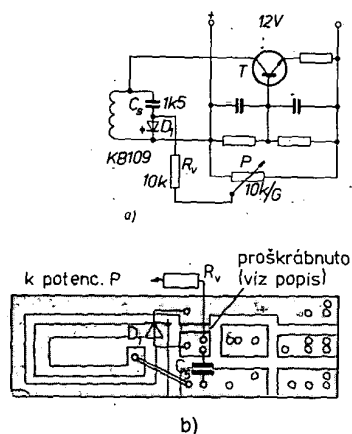 +
12V
T
Cs
1k5
D1
KB109
Rv
10k
P
10k/G
a)
proškrábnuto
(viz popis)
k potenc. P
Rv
D1
Cs
b)